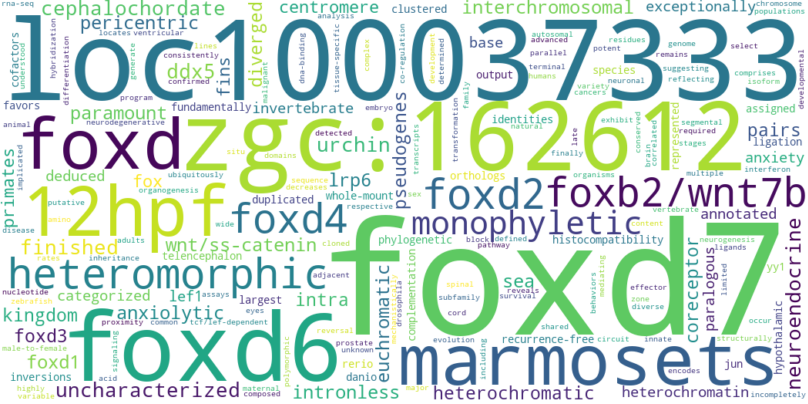 rna-seq
cephalochordate
centromere
clustered
interchromosomal
exceptionally
chromosome
populations
pericentric
locates ventricular
analysis
loc100037333
cofactors
understood
hybridization
differentiation
consistently
confirmed
program
lines
generate
ddx5
fins
diverged
malignant
dna-binding
tissue-specific
complex
co-regulation
development
determined
base
output
autosomal
advanced
parallel
terminal
humans
species
variety
cancers
residues
potent
remains
neuronal
suggesting
reflecting
genome
select
comprises
isoform
developmental
favors
paramount
fundamentally
invertebrate
embryo
family
animal
neurodegenerative
foxd
zgc:162612
primates
implicated
detected
urchin
pseudogenes
transcripts
transformation
identities
natural
late
finally
exhibit
conserved
represented
segmental
required
stages
assigned
pairs
ligation
anxiety
interferon
deduced
fox
ubiquitously
situ
domains
organogenesis
putative
disease
amino
12hpf
wide
sequence
decreases
lrp6
whole-mount
respective
duplicated
foxd4
sex
orthologs
organisms
brain
correlated
multiple
foxd2
foxb2/wnt7b
finished
adults
wnt/ss-catenin
cloned
telencephalon
rates
inheritance
zebrafish
nucleotide
adjacent
heteromorphic
phylogenetic
block
defined
pathway
monophyletic
content
vertebrate
histocompatibility
annotated
neurogenesis
ligands
limited
yy1
foxd7
categorized
lef1
assays
largest
eyes
intra
euchromatic
complementation
drosophila
spinal
subfamily
cord
sea
reveals
survival
mediating
behaviors
effector
zone
diverse
coreceptor
paralogous
hypothalamic
neuroendocrine
kingdom
anxiolytic
inversions
proximity
common
tcf/lef-dependent
foxd3
male-to-female
foxd1
highly
variable
acid
signaling
foxd6
maternal
composed
polymorphic
reversal
prostate
unknown
rerio
danio
evolution
including
shared
recurrence-free
circuit
innate
occur
structurally
marmosets
jun
uncharacterized
intronless
major
heterochromatic
encodes
heterochromatin
incompletely